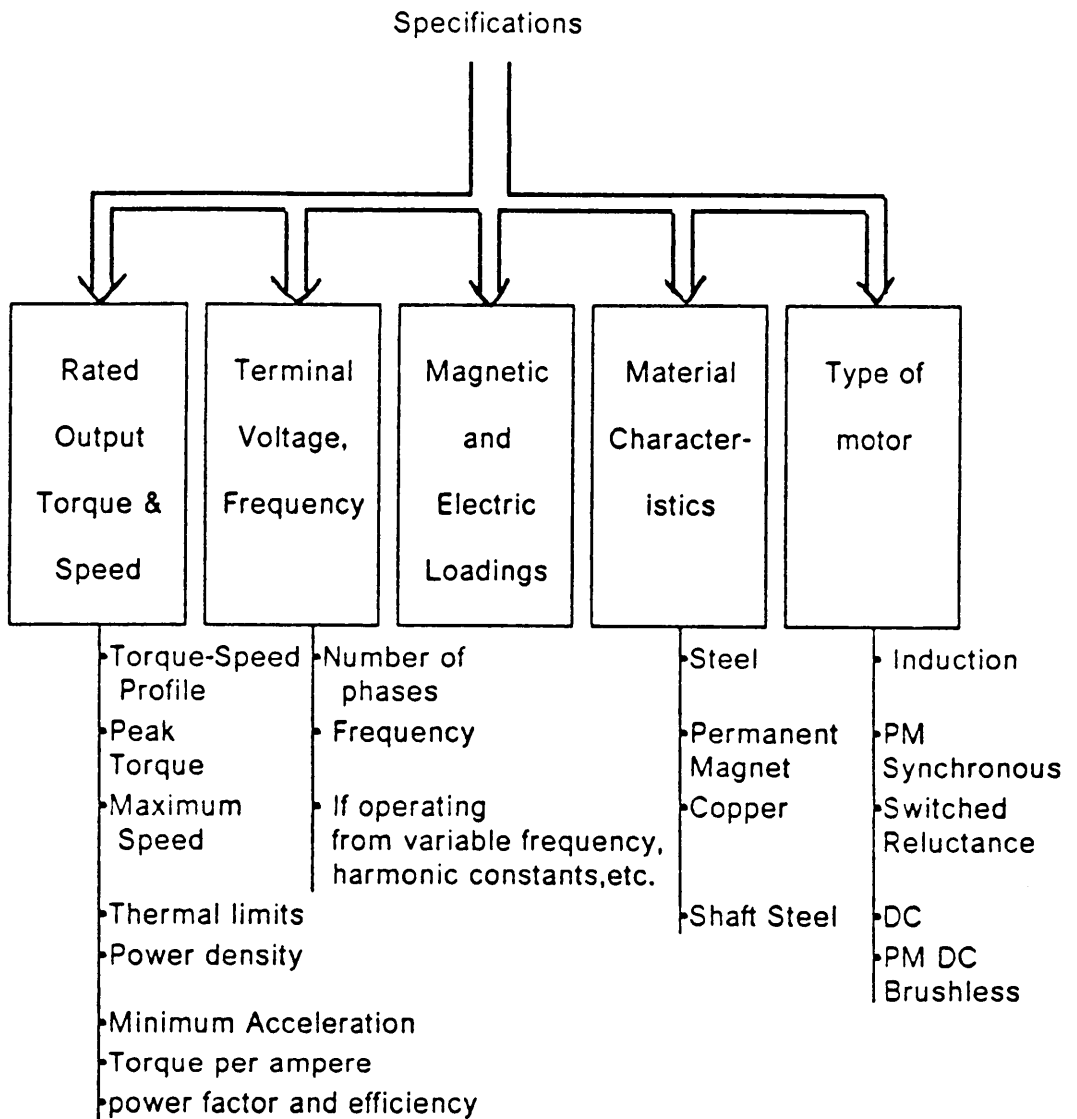 Specifications
Rated
Output
Torque &
Speed
Terminal
Voltage,
Frequency
Magnetic
and
Electric
Loadings
Material
Character-
istics
Type of
motor
Torque-Speed
Profile
Peak
Torque
Maximum
Speed
Thermal limits
Power density
Minimum Acceleration
Torque per ampere
power factor and efficiency
Number of
phases
Frequency
If operating
from variable frequency,
harmonic constants,etc.
Steel
Permanent
Magnet
Copper
Shaft Steel
Induction
PM
Synchronous
Switched
Reluctance
DC
PM DC
Brushless